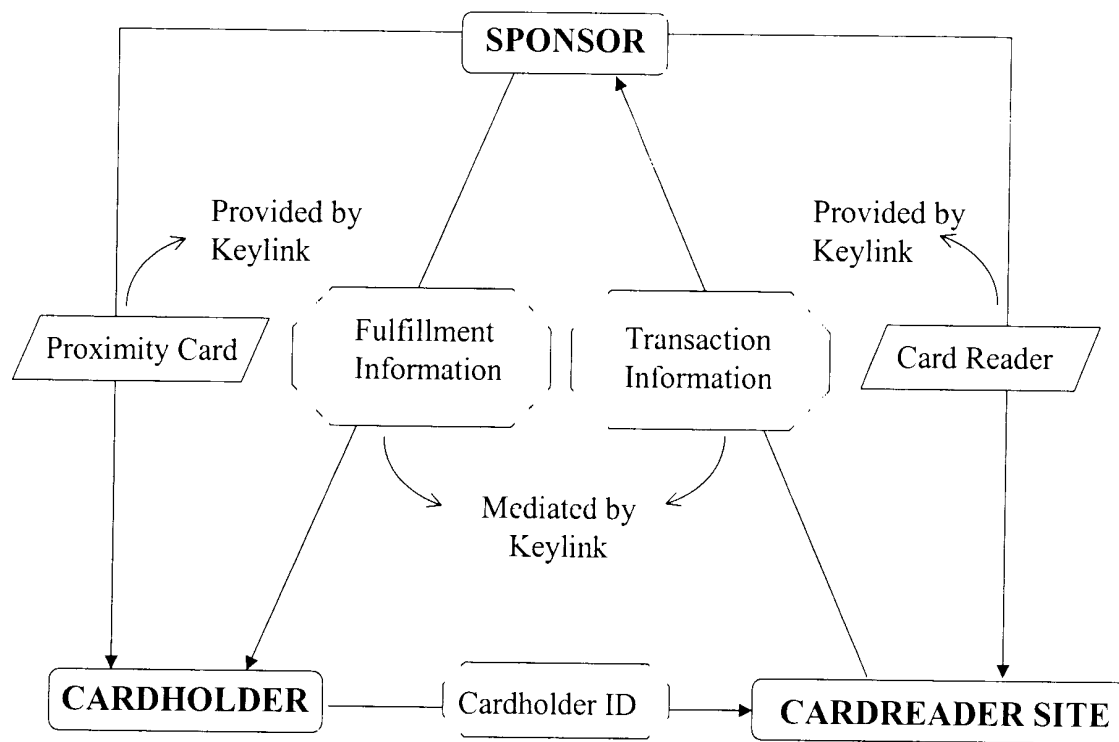 SPONSOR
Provided by
Keylink
Provided by
Keylink
Proximity Card
Fulfillment
Information
Transaction
Information
Card Reader
Mediated by
Keylink
CARDHOLDER
Cardholder ID
CARDREADER SITE